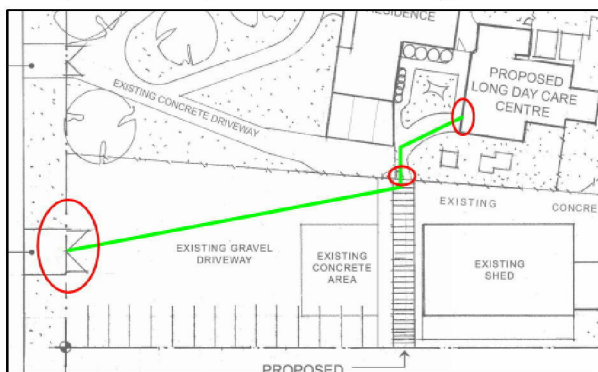 RESIDENCE
PROPOSED
LONG DAY CARE
CENTRE
EXISTING CONCRETE DRIVEWAY
EXISTING
CONCRE
EXISTING GRAVEL
DRIVEWAY
EXISTING
CONCRETE
AREA
EXISTING
SHED
PROPOSED